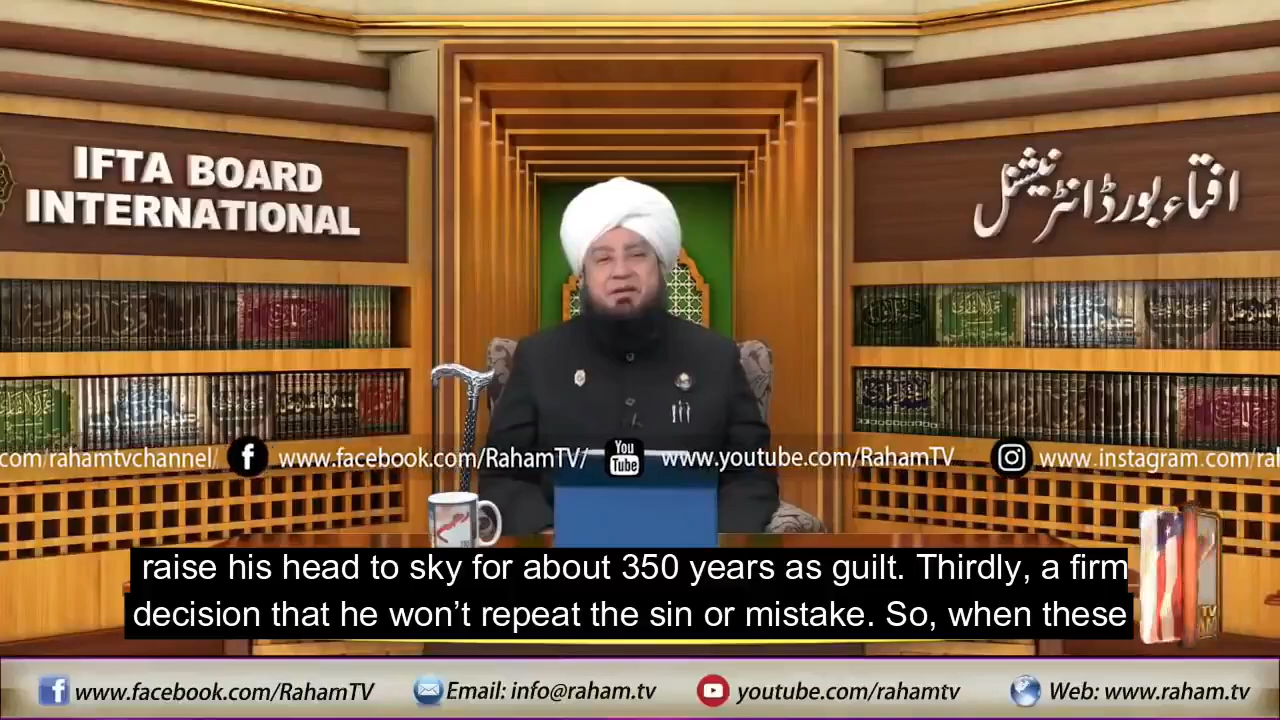 IFTA BOARD
INTERNATIONAL
افتاء بورڈ انٹرنیشنل
com/rahamtvchannel/ www.facebook.com/RahamTV/ You Tube www.youtube.com/RahamTV www.instagram.com/rah
raise his head to sky for about 350 years as guilt. Thirdly, a firm
decision that he won’t repeat the sin or mistake. So, when these
TV
www.facebook.com/RahamTV Email: info@raham.tv youtube.com/rahamtv Web: www.raham.tv